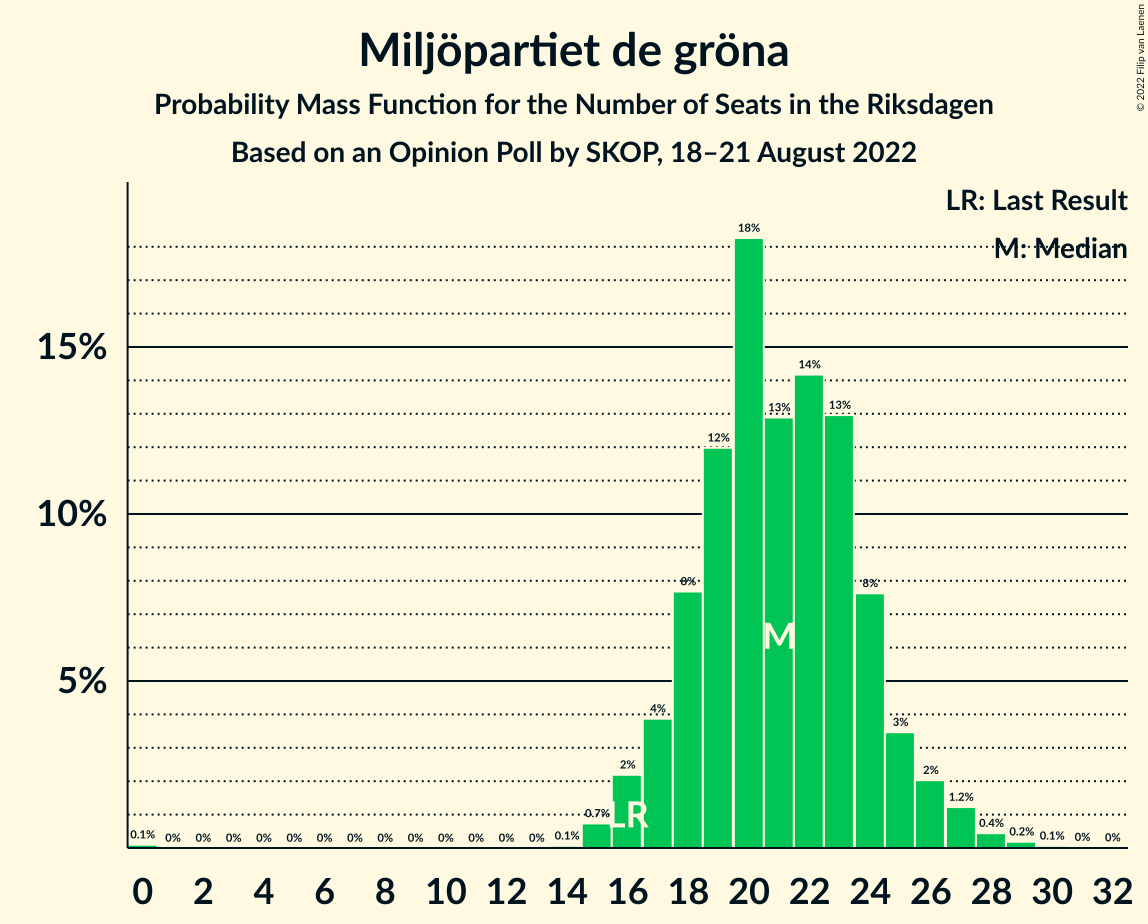 Miljöpartiet de gröna
Probability Mass Function for the Number of Seats in the Riksdagen
Based on an Opinion Poll by SKOP, 18–21 August 2022
© 2022 Filip van Laenen
LR: Last Result
M: Median
15%
10%
5%
0.1% 0% 0% 0% 0% 0% 0% 0% 0% 0% 0% 0% 0% 0% 0.1% 0.7% 2% 4% 8% 12% 18% 13% 14% 13% 8% 3% 2% 1.2% 0.4% 0.2% 0.1% 0% 0%
LR
M
0 2 4 6 8 10 12 14 16 18 20 22 24 26 28 30 32